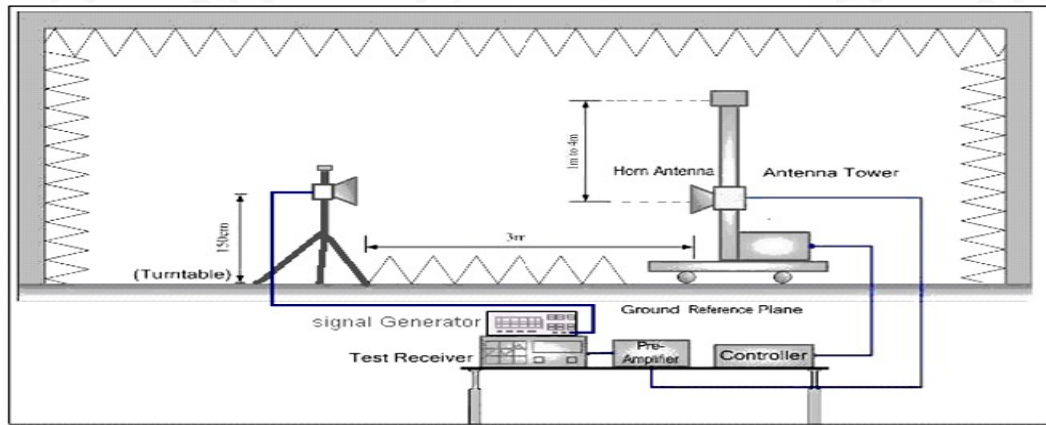 1m to 4m
Horn Antenna
Antenna Tower
150cm
3m
(Turntable)
Ground Reference Plane
signal Generator
Test Receiver
Pre-
Amplifier
Controller